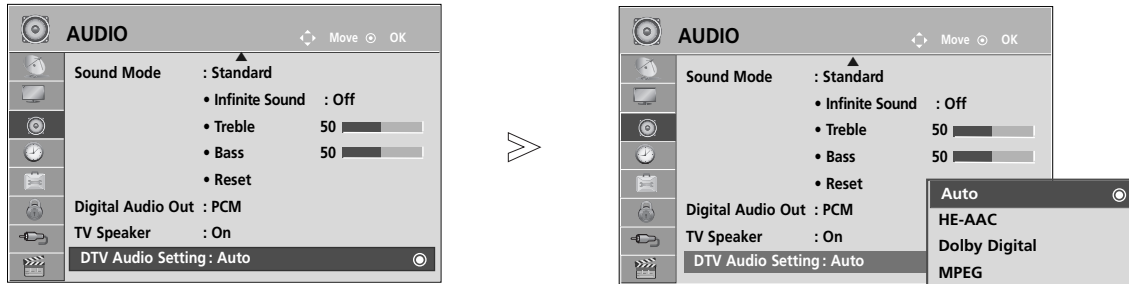 AUDIO
Move OK
Sound Mode : Standard
• Infinite Sound : Off
• Treble 50
• Bass 50
• Reset
Digital Audio Out : PCM
TV Speaker : On
DTV Audio Setting : Auto
AUDIO
Move OK
Sound Mode : Standard
• Infinite Sound : Off
• Treble 50
• Bass 50
• Reset
Digital Audio Out : PCM
TV Speaker : On
DTV Audio Setting : Auto
Auto
HE-AAC
Dolby Digital
MPEG